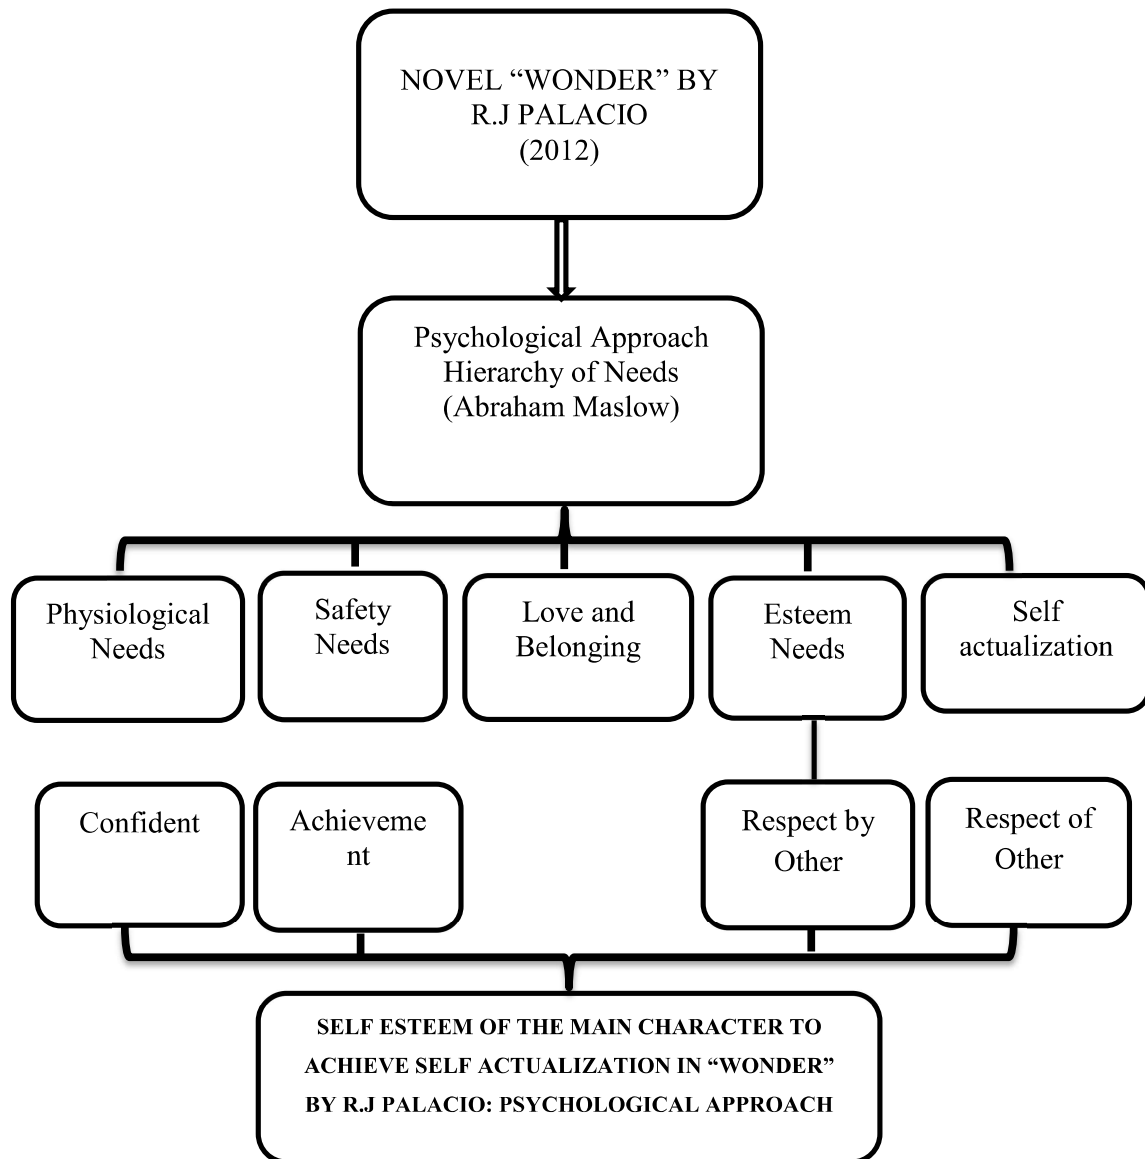 NOVEL “WONDER” BY
R.J PALACIO
(2012)
Psychological Approach
Hierarchy of Needs
(Abraham Maslow)
Physiological
Needs
Safety
Needs
Love and
Belonging
Esteem
Needs
Self
actualization
Confident
Achieveme
nt
Respect by
Other
Respect of
Other
SELF ESTEEM OF THE MAIN CHARACTER TO
ACHIEVE SELF ACTUALIZATION IN “WONDER”
BY R.J PALACIO: PSYCHOLOGICAL APPROACH